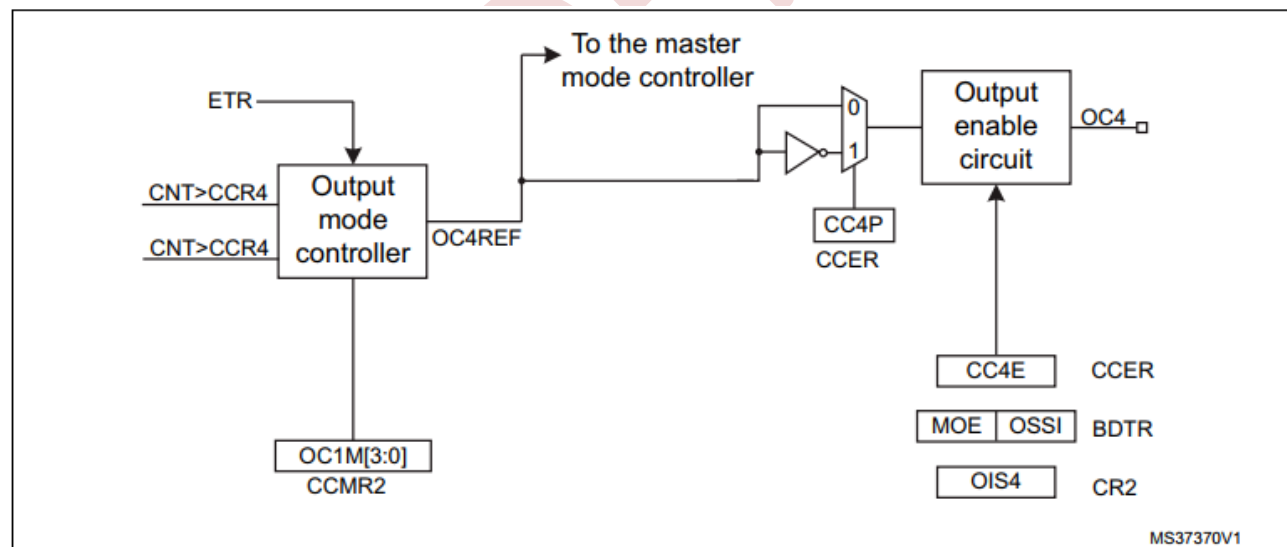 To the master
mode controller
ETR
0
1
Output
enable
circuit
OC4
CNT>CCR4
CNT>CCR4
Output
mode
controller
OC4REF
CC4P
CCER
CC4E
CCER
MOE OSSI BDTR
OC1M[3:0]
CCMR2
OIS4
CR2
MS37370V1